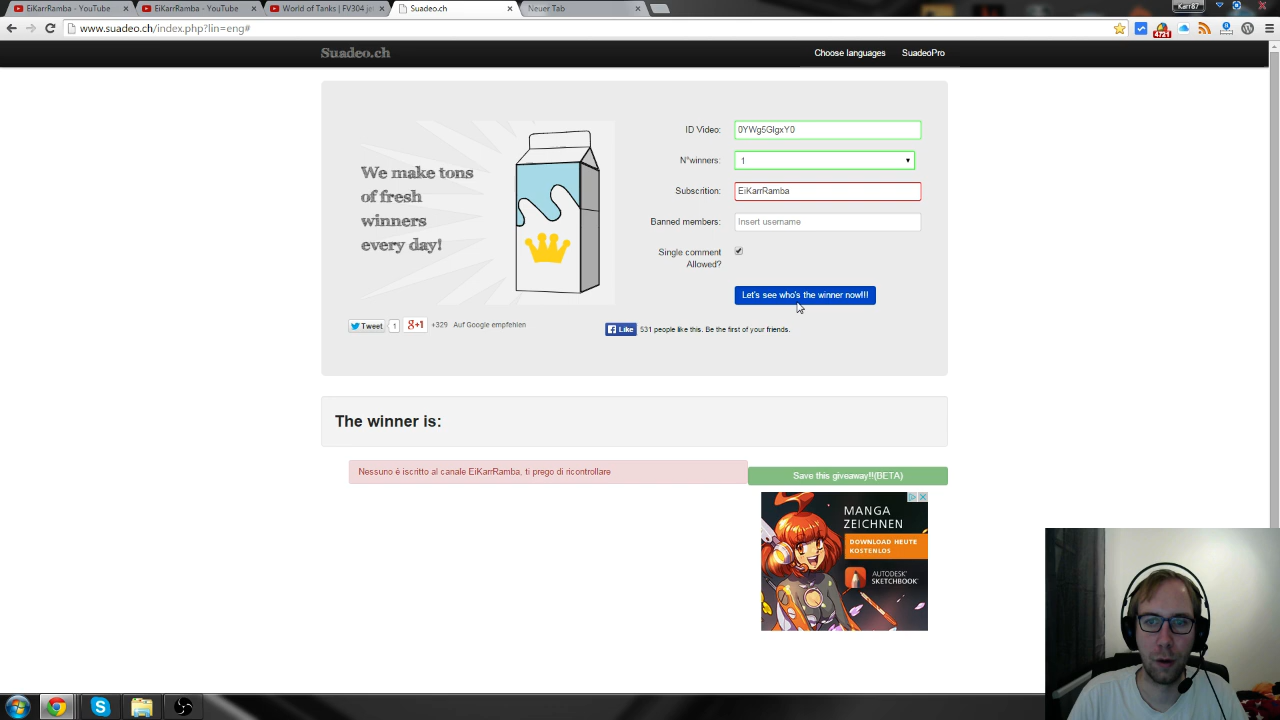 EiKarrRamba - YouTube
EiKarrRamba - YouTube
World of Tanks | FV304
Suadeo.ch
Neuer Tab
Karr87
www.suadeo.ch/index.php?lin=eng#
4721
Suadeo.ch
Choose languages
SuadeoPro
We make tons
of fresh
winners
every day!
ID Video:
0YWg5GlgxY0
N°winners:
1
Subscrition:
EiKarrRamba
Banned members:
Insert username
Single comment
Allowed?
Let's see who's the winner now!!!
Tweet
1
g+1
+329
Auf Google empfehlen
Like
531 people like this. Be the first of your friends.
The winner is:
Nessuno è iscritto al canale EiKarrRamba, ti prego di ricontrollare
Save this giveaway!!(BETA)
MANGA
ZEICHNEN
DOWNLOAD HEUTE
KOSTENLOS
AUTODESK
SKETCHBOOK